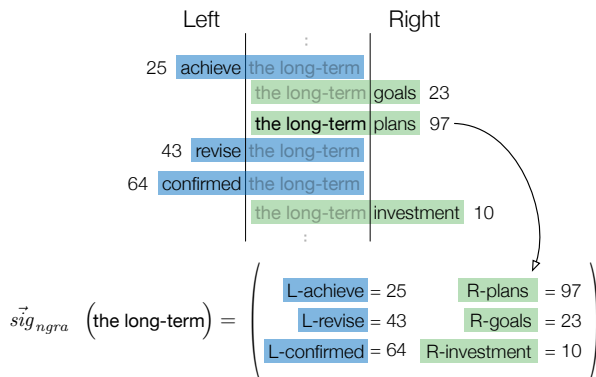 Left Right
:
25 achieve the long-term
the long-term goals 23
the long-term plans 97
43 revise the long-term
64 confirmed the long-term
the long-term investment 10
:
L-achieve = 25 R-plans = 97
sig⃗_ngra (the long-term) = L-revise = 43 R-goals = 23
L-confirmed = 64 R-investment = 10